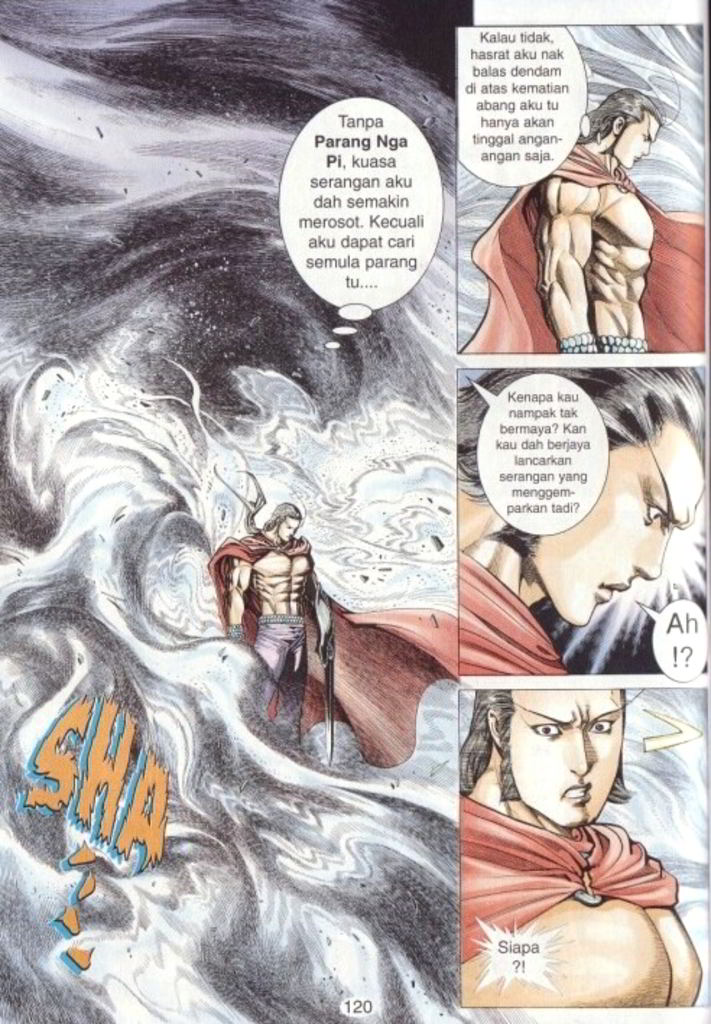 Tanpa
Parang Nga
Pi, kuasa
serangan aku
dah semakin
merosot. Kecuali
aku dapat cari
semula parang
tu....
Kalau tidak,
hasrat aku nak
balas dendam
di atas kematian
abang aku tu
hanya akan
tinggal angan-
angan saja.
Kenapa kau
nampak tak
bermaya? Kan
kau dah berjaya
lancarkan
serangan yang
menggem-
parkan tadi?
Ah
!?
Siapa
?!
SHA
120